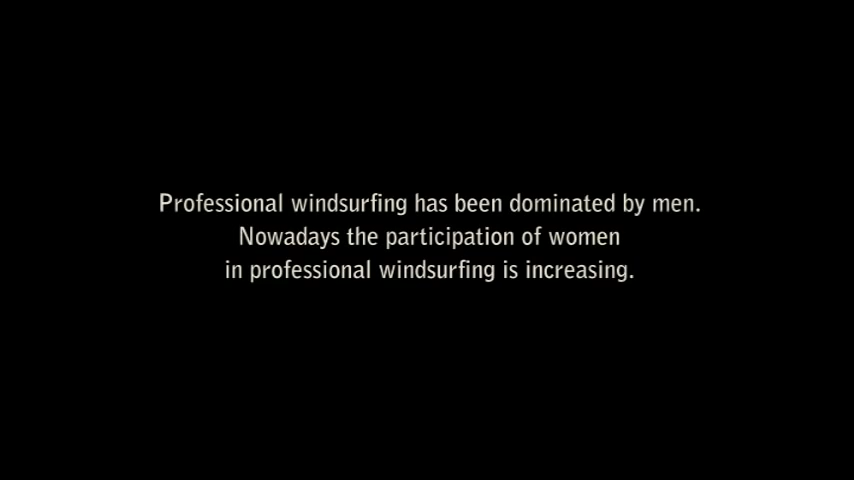 Professional windsurfing has been dominated by men.
Nowadays the participation of women
in professional windsurfing is increasing.